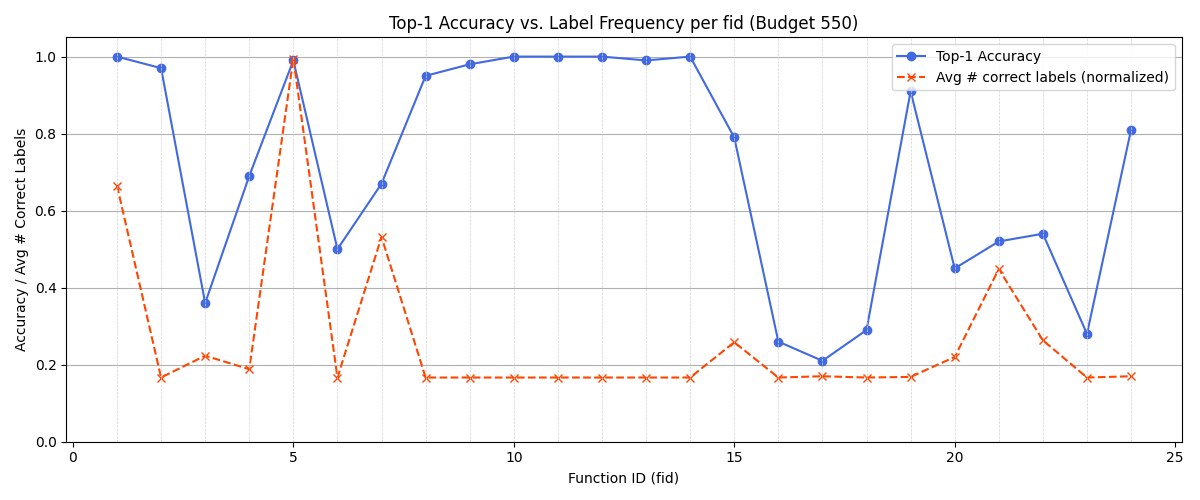 Top-1 Accuracy vs. Label Frequency per fid (Budget 550)
Top-1 Accuracy
Avg # correct labels (normalized)
Accuracy / Avg # Correct Labels
1.0
0.8
0.6
0.4
0.2
0.0
0
5
10
15
20
25
Function ID (fid)